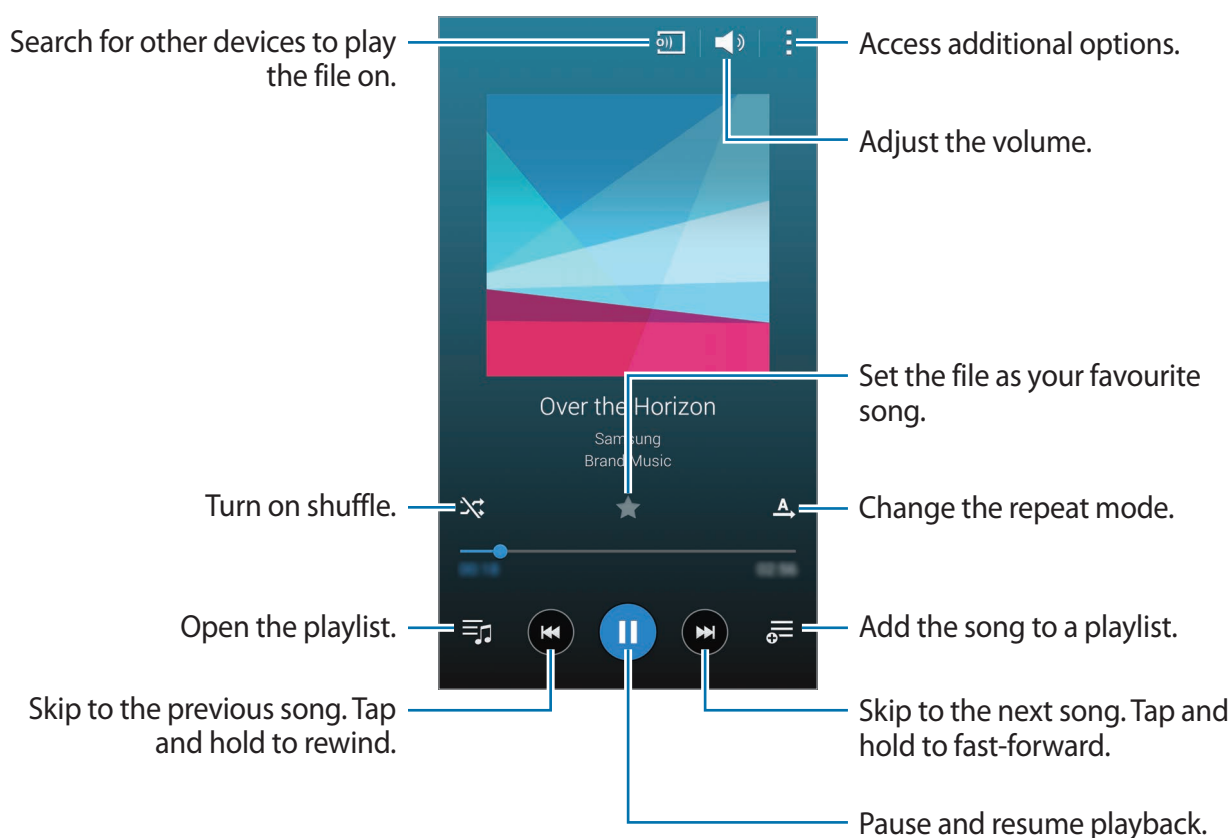 Search for other devices to play
the file on.
Access additional options.
Adjust the volume.
Set the file as your favourite
song.
Over the Horizon
Samsung
Brand Music
Turn on shuffle.
A
Change the repeat mode.
Open the playlist.
Add the song to a playlist.
Skip to the previous song. Tap
and hold to rewind.
Skip to the next song. Tap and
hold to fast-forward.
Pause and resume playback.